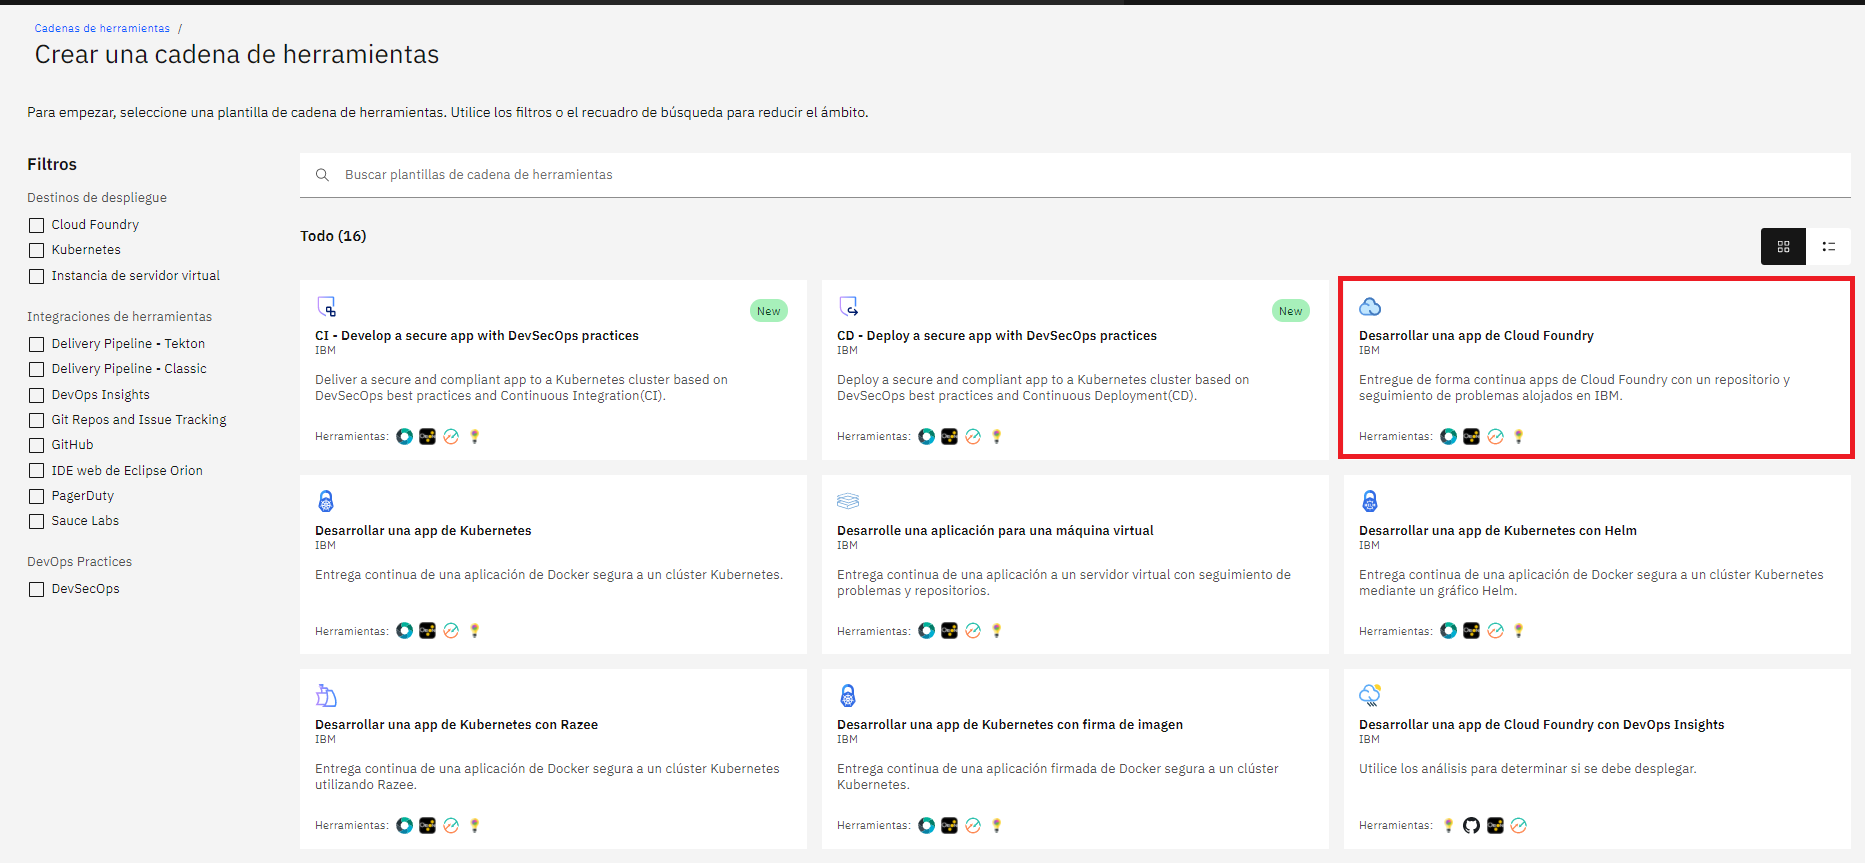 Cadenas de herramientas /
Crear una cadena de herramientas
Para empezar, seleccione una plantilla de cadena de herramientas. Utilice los filtros o el recuadro de búsqueda para reducir el ámbito.
Filtros
Destinos de despliegue
Cloud Foundry
Kubernetes
Instancia de servidor virtual
Integraciones de herramientas
Delivery Pipeline - Tekton
Delivery Pipeline - Classic
DevOps Insights
Git Repos and Issue Tracking
GitHub
IDE web de Eclipse Orion
PagerDuty
Sauce Labs
DevOps Practices
DevSecOps
Buscar plantillas de cadena de herramientas
Todo (16)
New
CI - Develop a secure app with DevSecOps practices
IBM
Deliver a secure and compliant app to a Kubernetes cluster based on
DevSecOps best practices and Continuous Integration(CI).
Herramientas:
New
CD - Deploy a secure app with DevSecOps practices
IBM
Deploy a secure and compliant app to a Kubernetes cluster based on
DevSecOps best practices and Continuous Deployment(CD).
Herramientas:
Desarrollar una app de Cloud Foundry
IBM
Entregue de forma continua apps de Cloud Foundry con un repositorio y
seguimiento de problemas alojados en IBM.
Herramientas:
Desarrollar una app de Kubernetes
IBM
Entrega continua de una aplicación de Docker segura a un clúster Kubernetes.
Herramientas:
Desarrolle una aplicación para una máquina virtual
IBM
Entrega continua de una aplicación a un servidor virtual con seguimiento de
problemas y repositorios.
Herramientas:
Desarrollar una app de Kubernetes con Helm
IBM
Entrega continua de una aplicación de Docker segura a un clúster Kubernetes
mediante un gráfico Helm.
Herramientas:
Desarrollar una app de Kubernetes con Razee
IBM
Entrega continua de una aplicación de Docker segura a un clúster Kubernetes
utilizando Razee.
Herramientas:
Desarrollar una app de Kubernetes con firma de imagen
IBM
Entrega continua de una aplicación firmada de Docker segura a un clúster
Kubernetes.
Herramientas:
Desarrollar una app de Cloud Foundry con DevOps Insights
IBM
Utilice los análisis para determinar si se debe desplegar.
Herramientas: